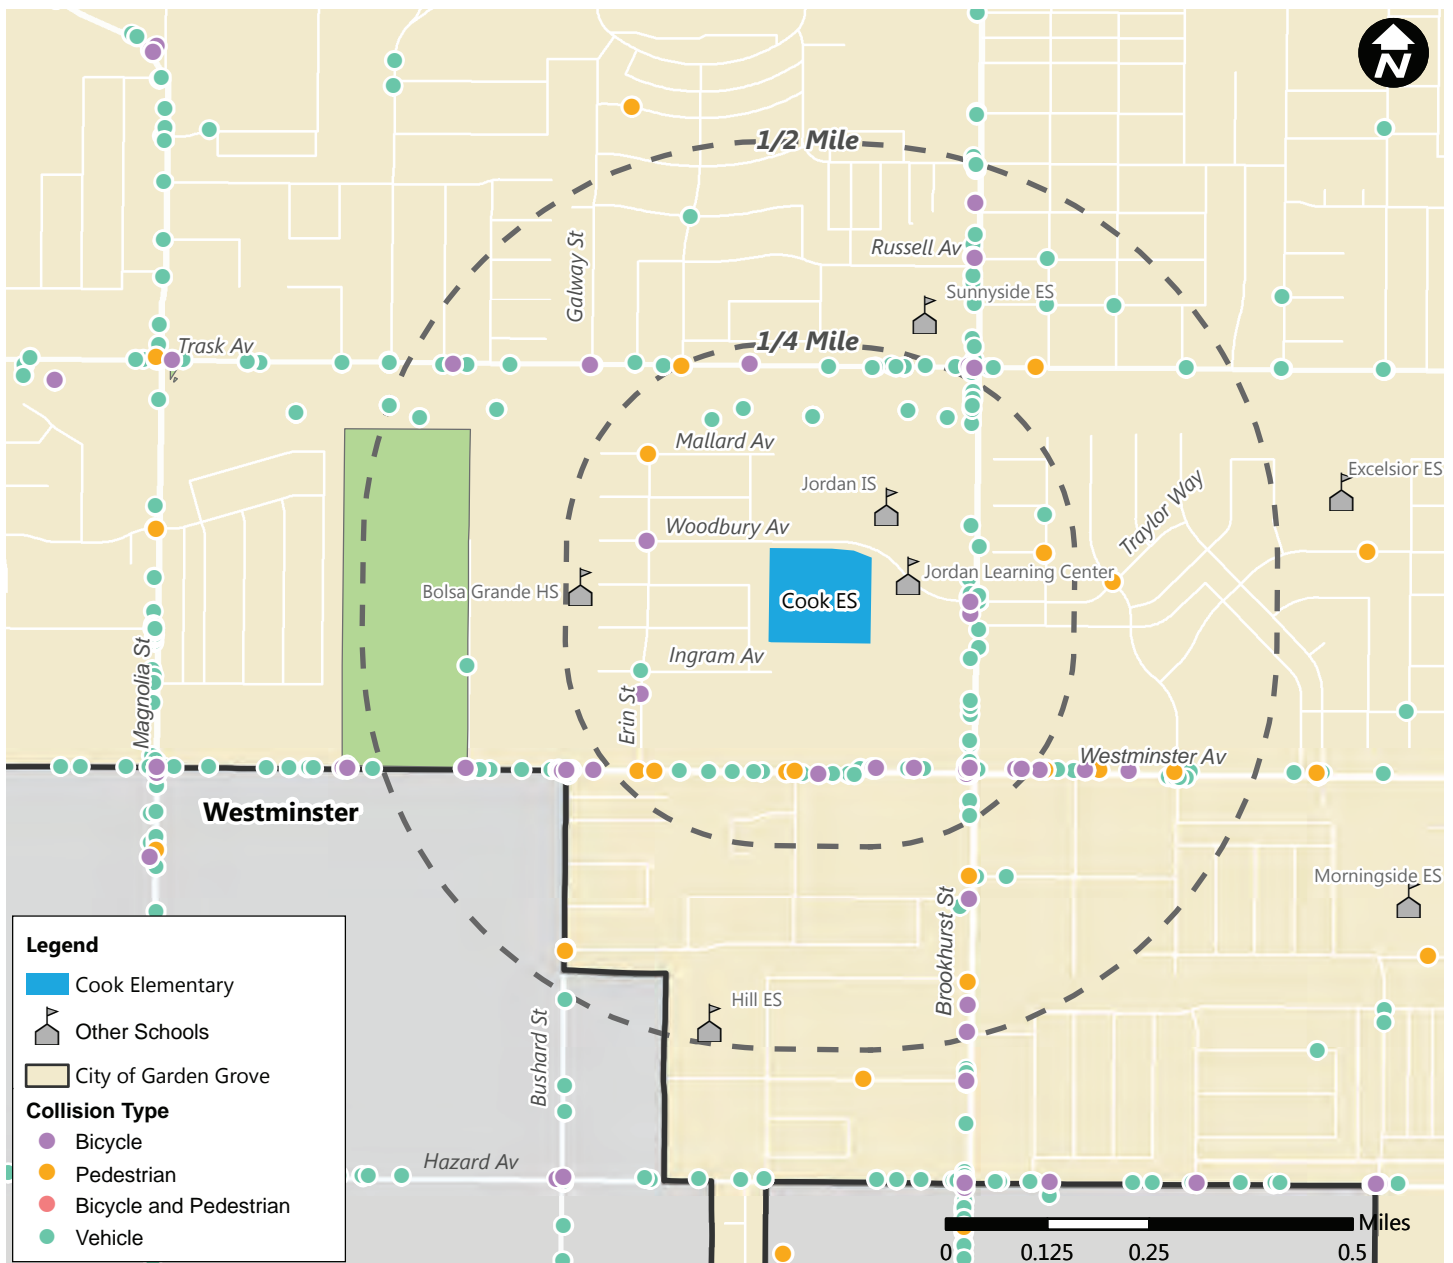 N
1/2 Mile
Galway St
Russell Av
Sunnyside ES
1/4 Mile
Trask Av
Mallard Av
Jordan IS
Excelsior ES
Woodbury Av
Traylor Way
Bolsa Grande HS
Jordan Learning Center
Cook ES
Magnolia St
Ingram Av
Erin St
Westminster Av
Westminster
Morningside ES
Brookhurst St
Hill ES
Bushard St
Hazard Av
Legend
Cook Elementary
Other Schools
City of Garden Grove
Collision Type
Bicycle
Pedestrian
Bicycle and Pedestrian
Vehicle
Miles
0 0.125 0.25 0.5